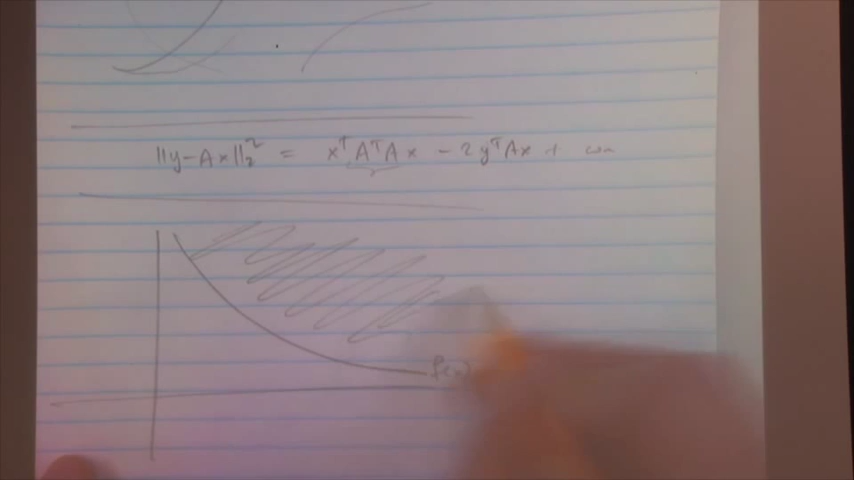 ‖y-Ax‖₂² = xᵀAᵀAx - 2yᵀAx + con
f(x)